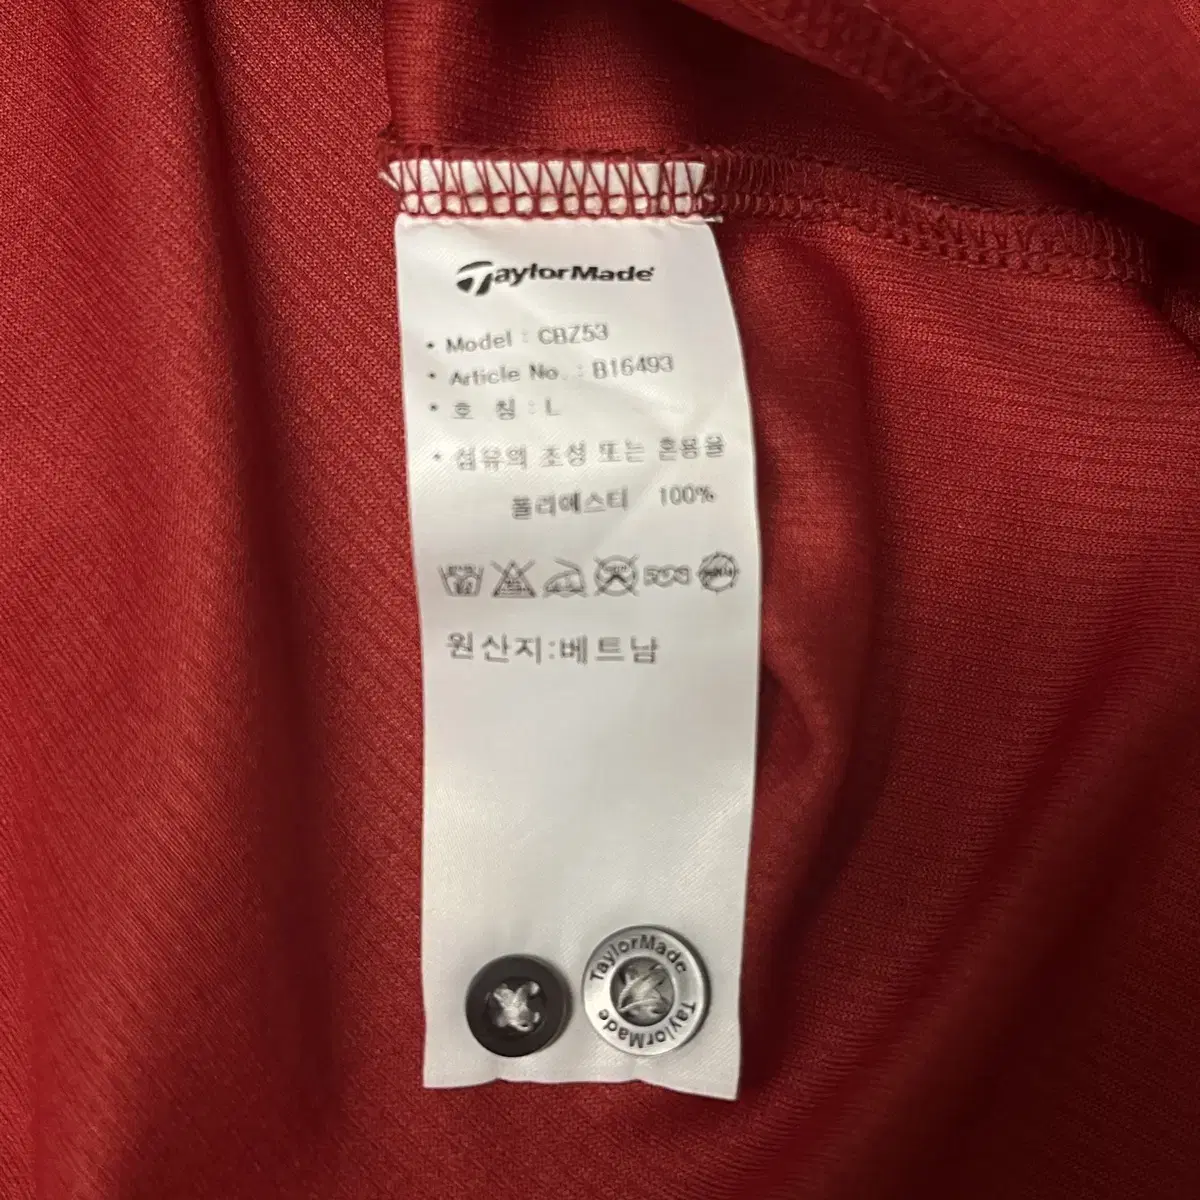 TaylorMade
• Model : CBZ53
• Article No. : B16493
• 호 칭 : L
• 섬유의 조성 또는 혼용율
폴리에스터 100%
원산지:베트남
TaylorMade TaylorMade